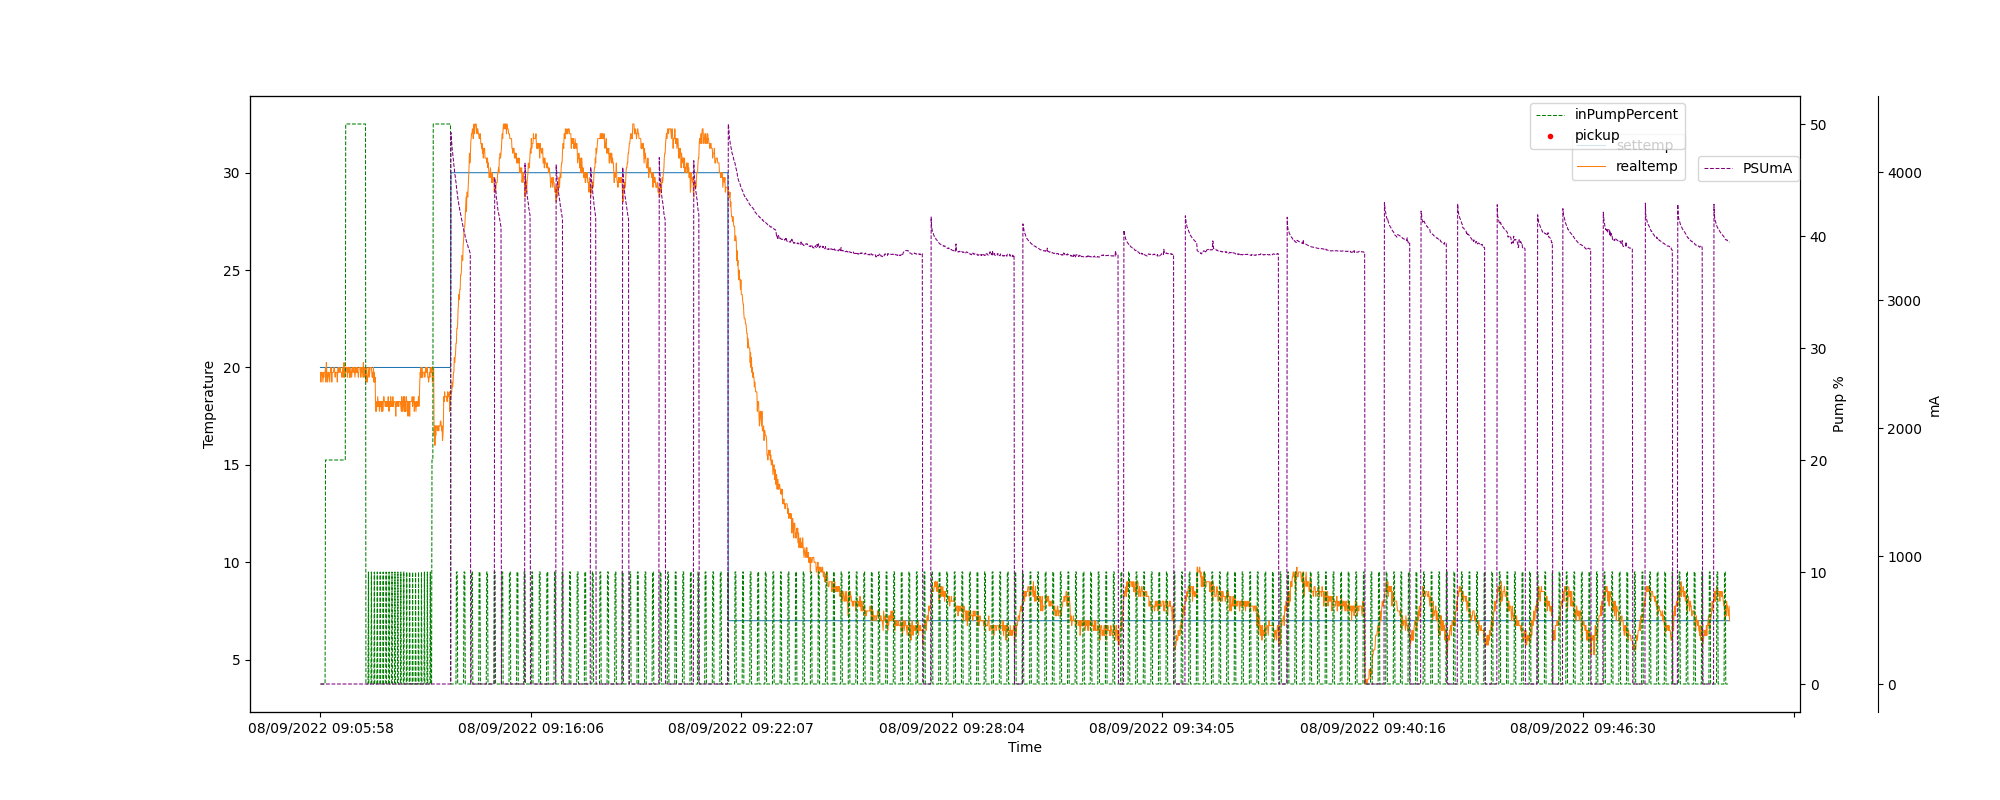 inPumpPercent
pickup
settemp
realtemp
PSUmA
30
25
20
15
10
5
Temperature
50
40
30
20
10
0
Pump %
4000
3000
2000
1000
0
mA
08/09/2022 09:05:58
08/09/2022 09:16:06
08/09/2022 09:22:07
08/09/2022 09:28:04
08/09/2022 09:34:05
08/09/2022 09:40:16
08/09/2022 09:46:30
Time